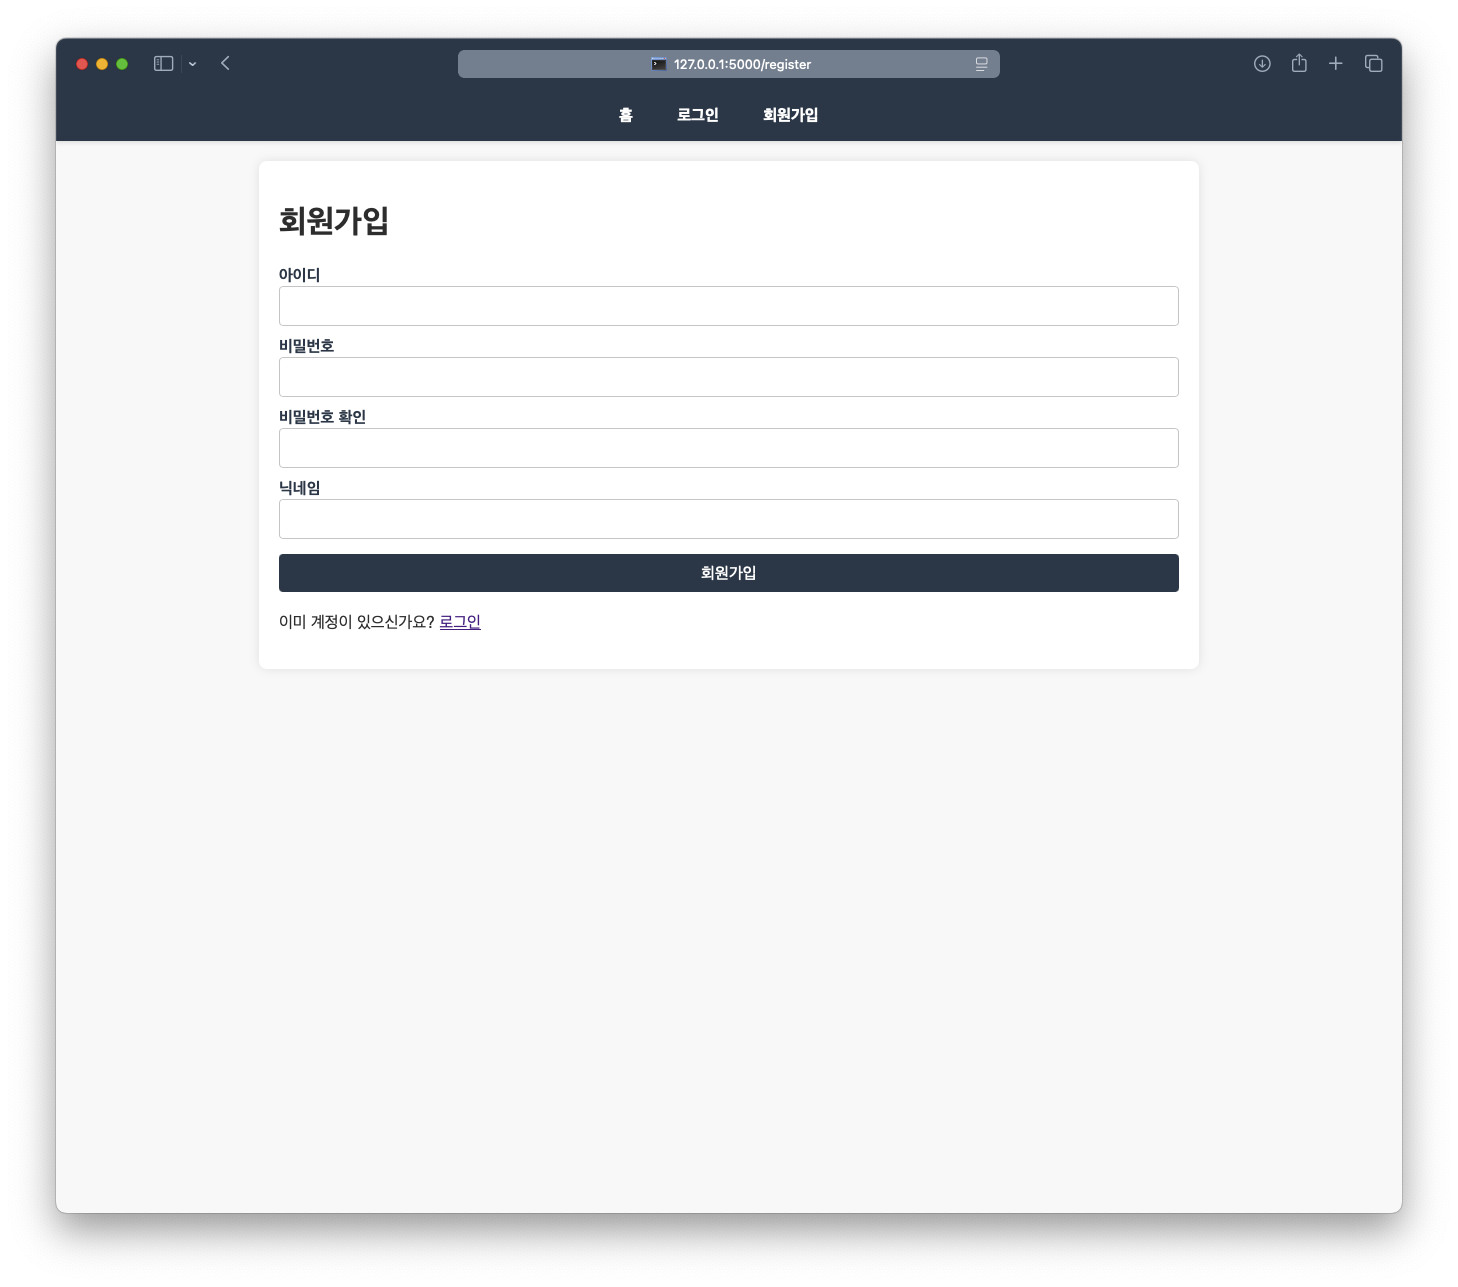 127.0.0.1:5000/register
홈 로그인 회원가입
회원가입
아이디
비밀번호
비밀번호 확인
닉네임
회원가입
이미 계정이 있으신가요? 로그인